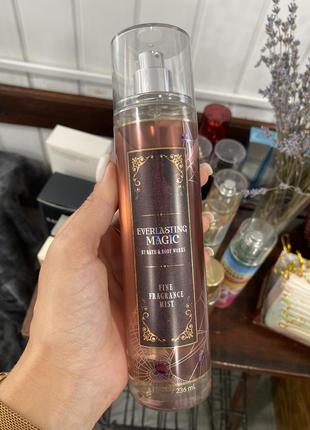 EVERLASTING
MAGIC
BY BATH & BODY WORKS
FINE
FRAGRANCE
MIST
236 mL